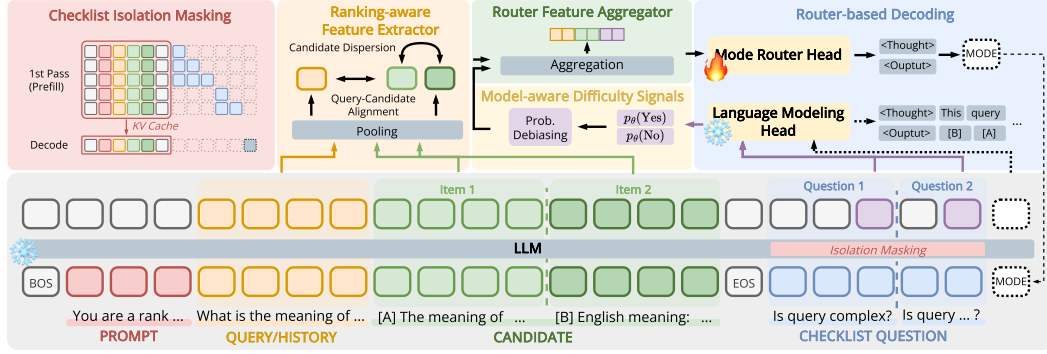 Checklist Isolation Masking
1st Pass
(Prefill)
KV Cache
Decode
Ranking-aware
Feature Extractor
Candidate Dispersion
Query-Candidate
Alignment
Pooling
Router Feature Aggregator
Aggregation
Model-aware Difficulty Signals
Prob.
Debiasing
pθ(Yes)
pθ(No)
Router-based Decoding
Mode Router Head
<Thought>
<Ouptut>
MODE
Language Modeling
Head
<Thought> This query
<Ouptut> [B] [A] ...
Item 1
Item 2
Question 1
Question 2
LLM
Isolation Masking
BOS
EOS
MODE
You are a rank ...
What is the meaning of ...
[A] The meaning of ...
[B] English meaning: ...
Is query complex?
Is query ... ?
PROMPT
QUERY/HISTORY
CANDIDATE
CHECKLIST QUESTION